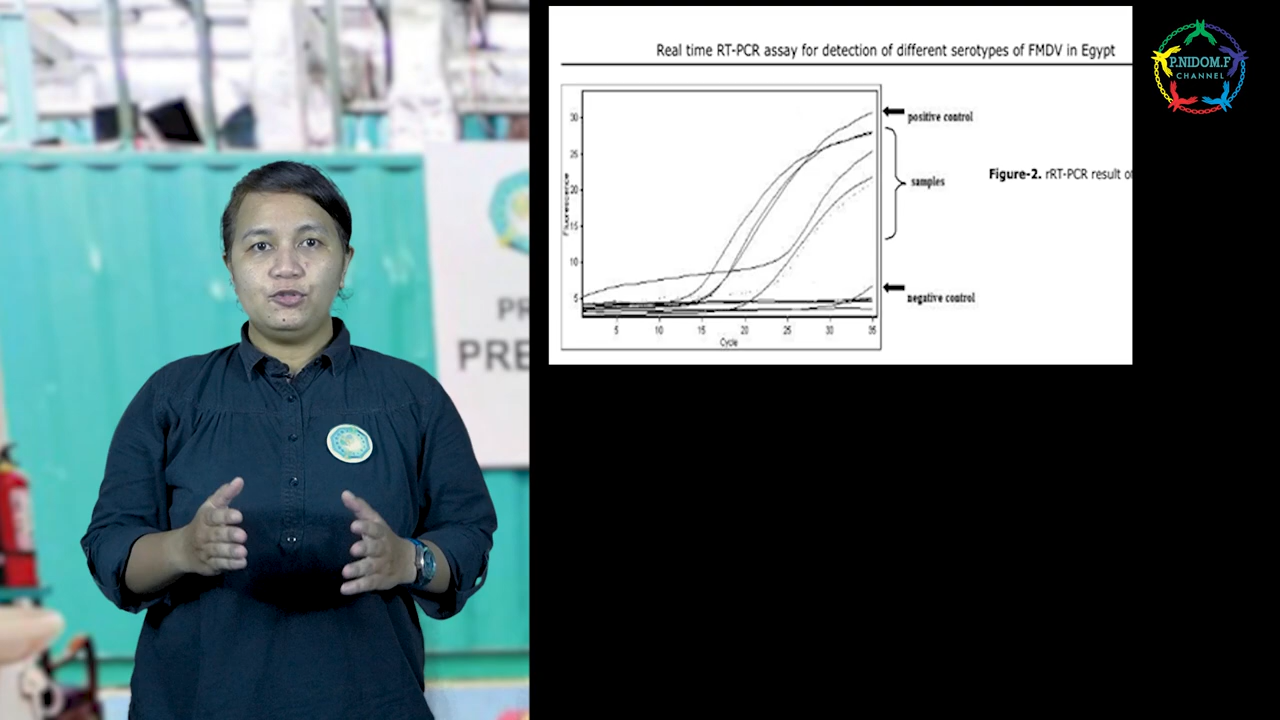 P.NIDOM.F
CHANNEL
Real time RT-PCR assay for detection of different serotypes of FMDV in Egypt
30
25
20
15
10
5
Fluorescence
5 10 15 20 25 30 35
Cycle
positive control
samples
negative control
Figure-2. rRT-PCR result o
PR
PRE